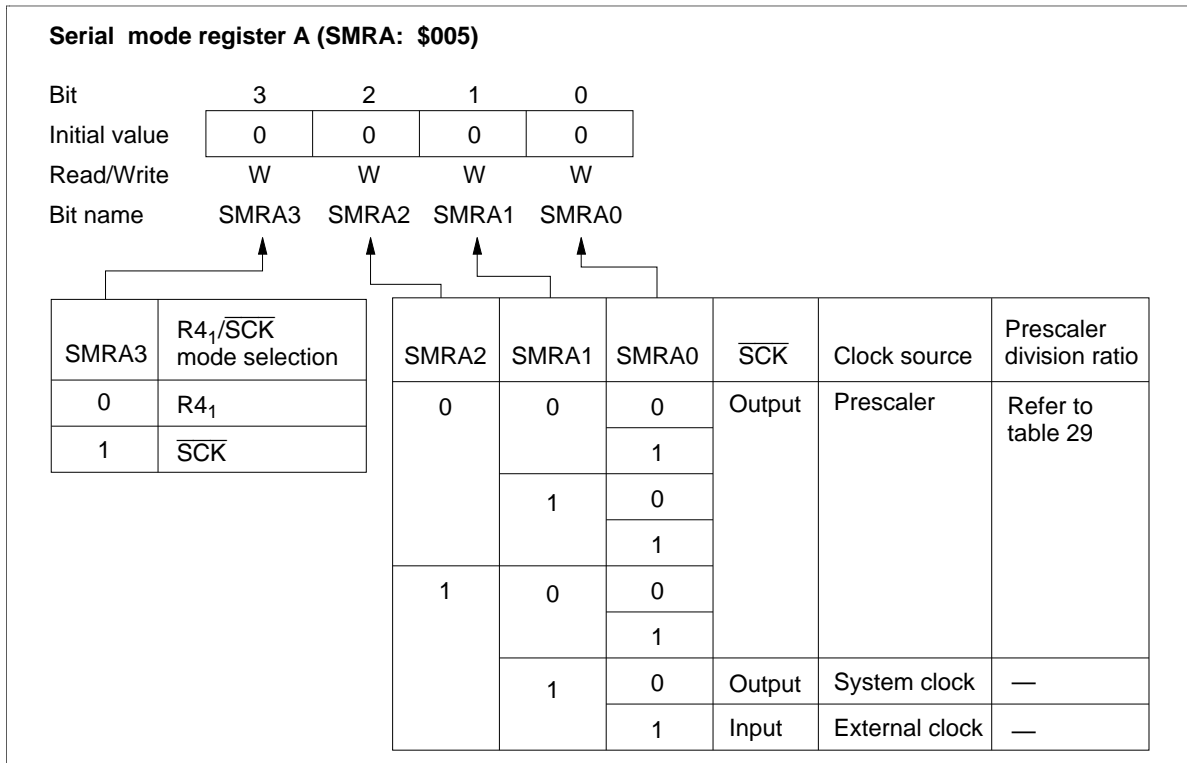 Serial mode register A (SMRA: $005)
Bit 3 2 1 0
Initial value 0 0 0 0
Read/Write W W W W
Bit name SMRA3 SMRA2 SMRA1 SMRA0
SMRA3 R4₁/S̅C̅K̅ mode selection
0 R4₁
1 S̅C̅K̅
SMRA2 SMRA1 SMRA0 S̅C̅K̅ Clock source Prescaler division ratio
0 0 0 Output Prescaler Refer to table 29
1
1 0
1
1 0 0
1
1 0 Output System clock —
1 Input External clock —